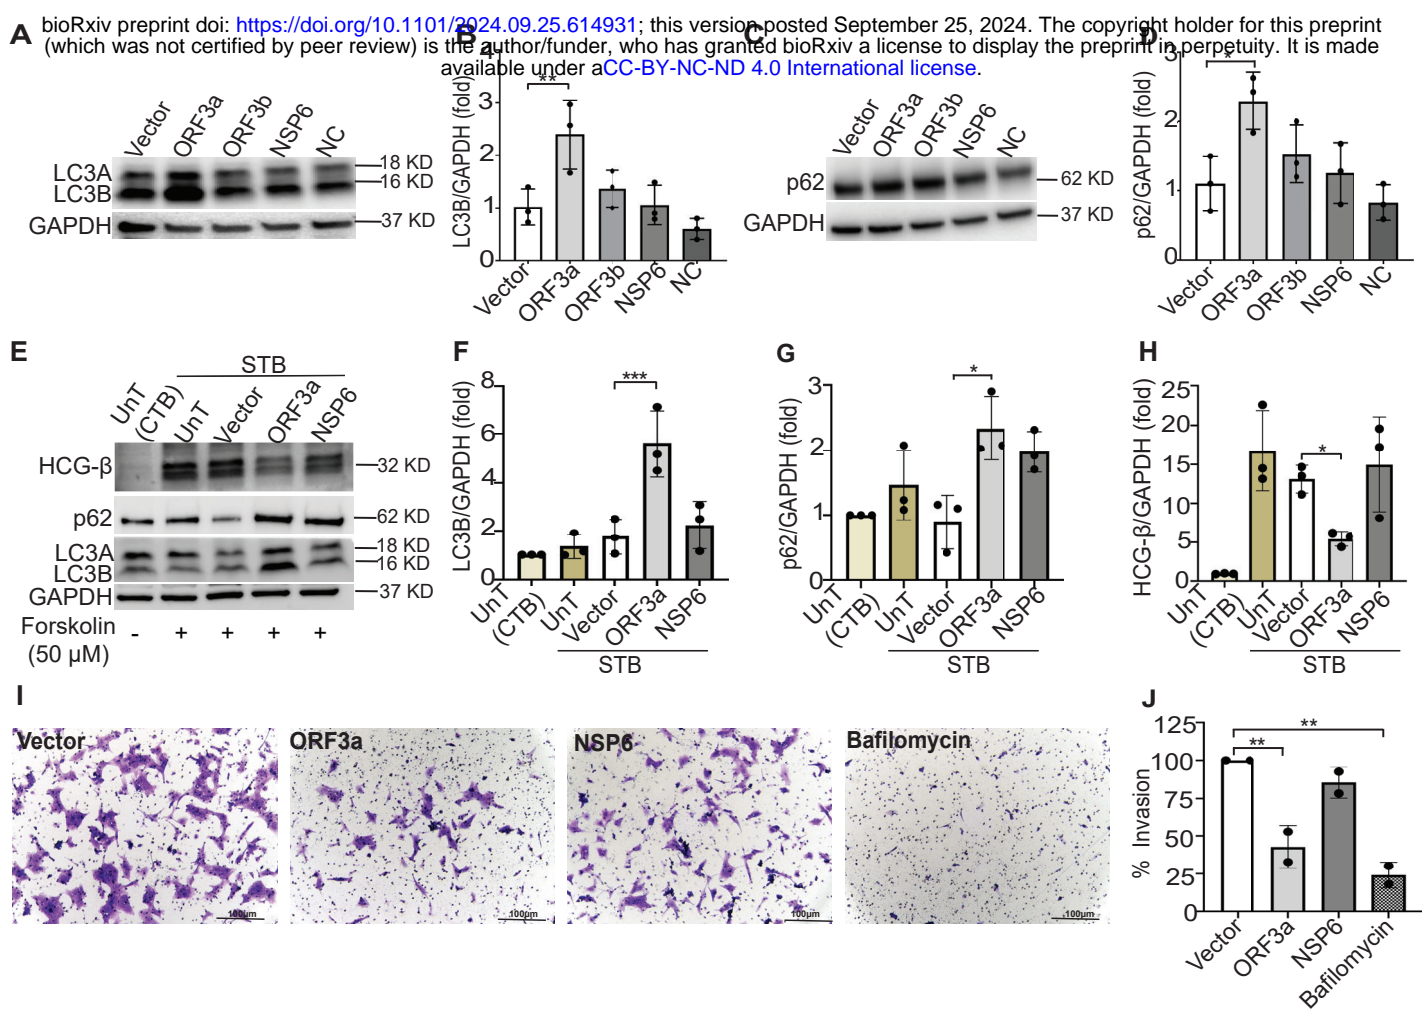 bioRxiv preprint doi: https://doi.org/10.1101/2024.09.25.614931; this version posted September 25, 2024. The copyright holder for this preprint
(which was not certified by peer review) is the author/funder, who has granted bioRxiv a license to display the preprint in perpetuity. It is made
available under aCC-BY-NC-ND 4.0 International license.
A
Vector ORF3a ORF3b NSP6 NC
LC3A
LC3B
GAPDH
18 KD
16 KD
37 KD
B
LC3B/GAPDH (fold)
4
3
2
1
0
**
Vector ORF3a ORF3b NSP6 NC
C
Vector ORF3a ORF3b NSP6 NC
p62
GAPDH
62 KD
37 KD
D
p62/GAPDH (fold)
3
2
1
0
*
Vector ORF3a ORF3b NSP6 NC
E
STB
UnT (CTB) UnT Vector ORF3a NSP6
HCG-β
p62
LC3A
LC3B
GAPDH
32 KD
62 KD
18 KD
16 KD
37 KD
Forskolin
(50 μM)
- + + + +
F
LC3B/GAPDH (fold)
8
6
4
2
0
***
UnT (CTB) UnT Vector ORF3a NSP6
STB
G
p62/GAPDH (fold)
3
2
1
0
*
UnT (CTB) UnT Vector ORF3a NSP6
STB
H
HCG-β/GAPDH (fold)
25
20
15
10
5
0
*
UnT (CTB) UnT Vector ORF3a NSP6
STB
I
Vector
100μm
ORF3a
100μm
NSP6
100μm
Bafilomycin
100μm
J
% Invasion
125
100
75
50
25
0
**
**
Vector ORF3a NSP6 Bafilomycin